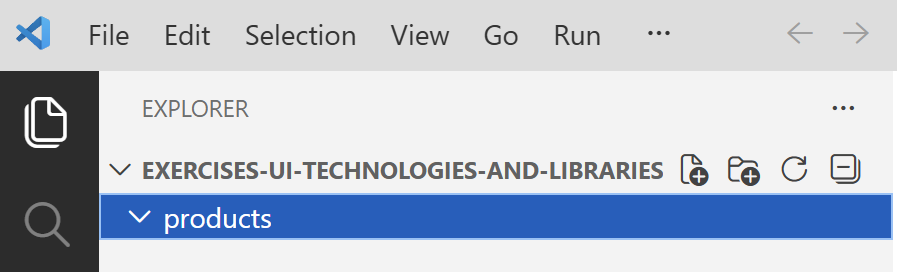 File Edit Selection View Go Run ···
EXPLORER ···
EXERCISES-UI-TECHNOLOGIES-AND-LIBRARIES
products